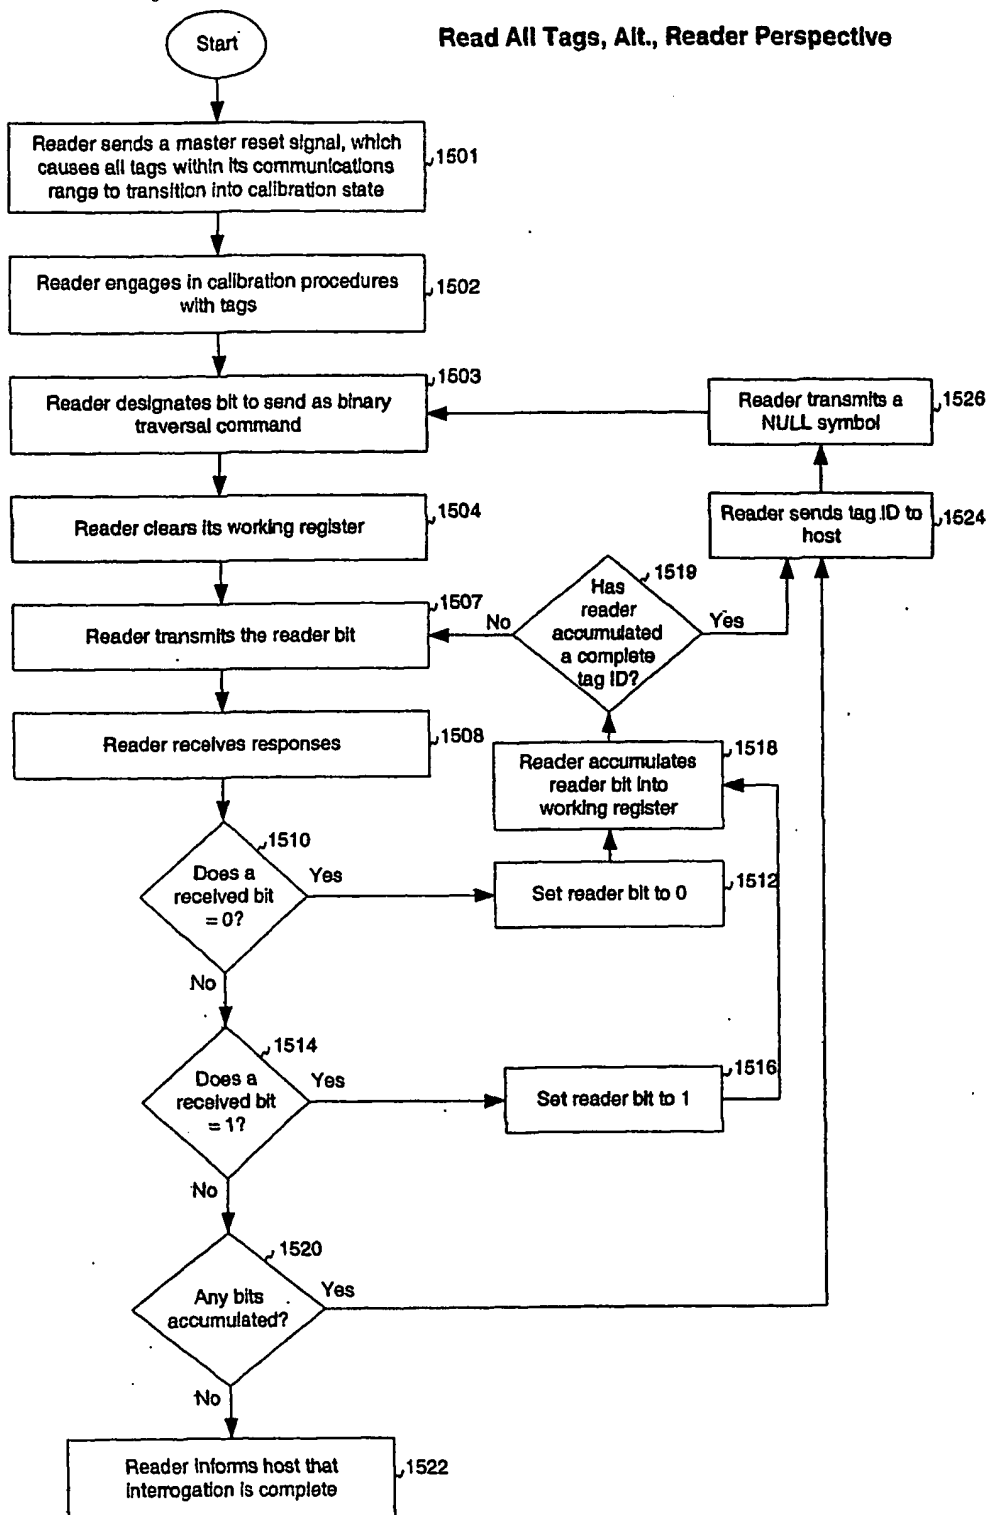 Start
Read All Tags, Alt., Reader Perspective
Reader sends a master reset signal, which
causes all tags within its communications
range to transition into calibration state
1501
Reader engages in calibration procedures
with tags
1502
1503
Reader designates bit to send as binary
traversal command
Reader transmits a
NULL symbol
1526
Reader clears its working register
1504
Reader sends tag ID to
host
1524
1507
Reader transmits the reader bit
No
1519
Has
reader
accumulated
a complete
tag ID?
Yes
Reader receives responses
1508
Reader accumulates
reader bit into
working register
1518
1510
Does a
received bit
= 0?
Yes
Set reader bit to 0
1512
No
1514
Does a
received bit
= 1?
Yes
Set reader bit to 1
1516
No
1520
Any bits
accumulated?
Yes
No
Reader informs host that
interrogation is complete
1522